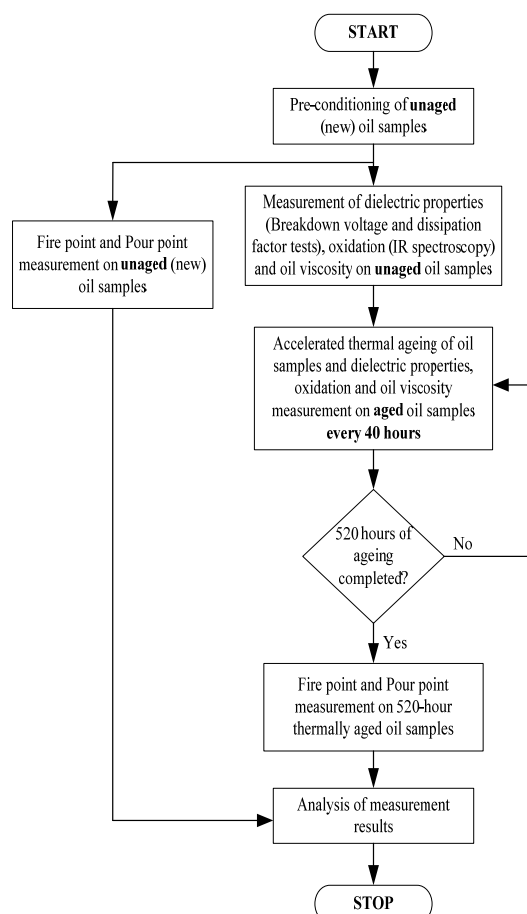 START
Pre-conditioning of unaged
(new) oil samples
Measurement of dielectric properties
(Breakdown voltage and dissipation
factor tests), oxidation (IR spectroscopy)
and oil viscosity on unaged oil samples
Fire point and Pour point
measurement on unaged (new)
oil samples
Accelerated thermal ageing of oil
samples and dielectric properties,
oxidation and oil viscosity
measurement on aged oil samples
every 40 hours
520 hours of
ageing
completed?
No
Yes
Fire point and Pour point
measurement on 520-hour
thermally aged oil samples
Analysis of measurement
results
STOP